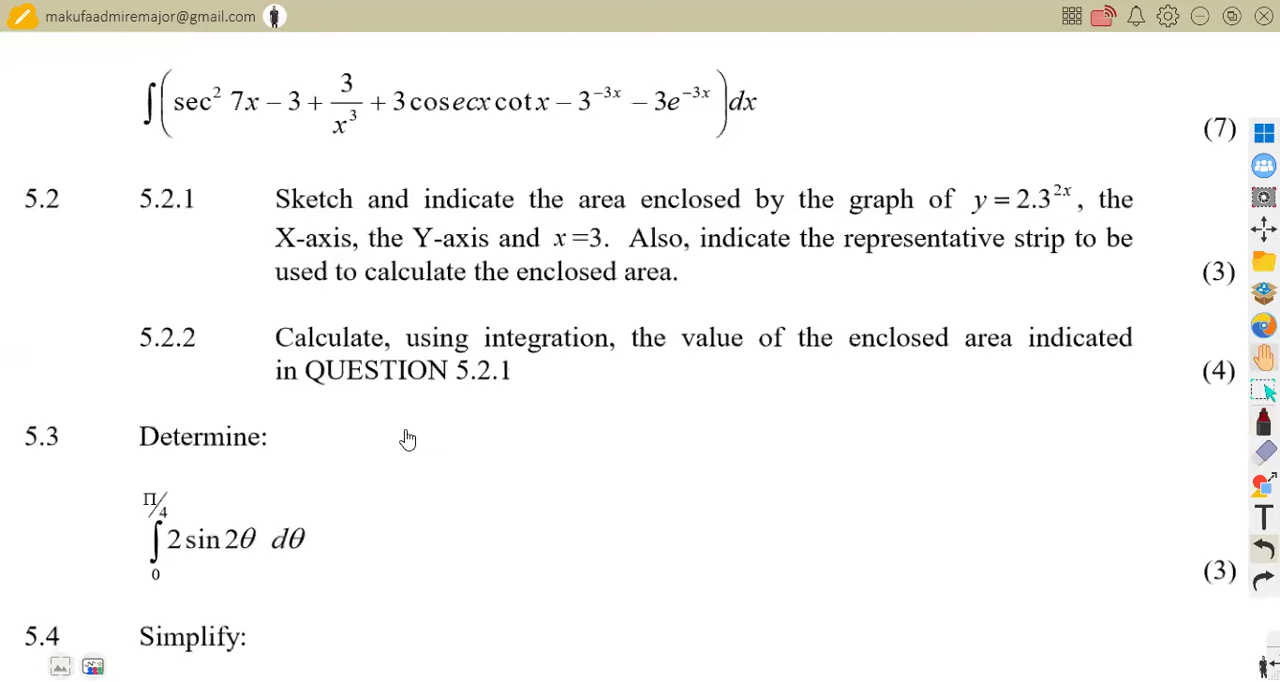 makufaadmiremajor@gmail.com
∫(sec² 7x − 3 + 3/x³ + 3cosecx cot x − 3⁻³ˣ − 3e⁻³ˣ)dx
(7)
5.2 5.2.1 Sketch and indicate the area enclosed by the graph of y = 2.3²ˣ, the
X-axis, the Y-axis and x =3. Also, indicate the representative strip to be
used to calculate the enclosed area. (3)
5.2.2 Calculate, using integration, the value of the enclosed area indicated
in QUESTION 5.2.1 (4)
5.3 Determine:
Π/4
∫2 sin 2θ dθ
0
(3)
5.4 Simplify: